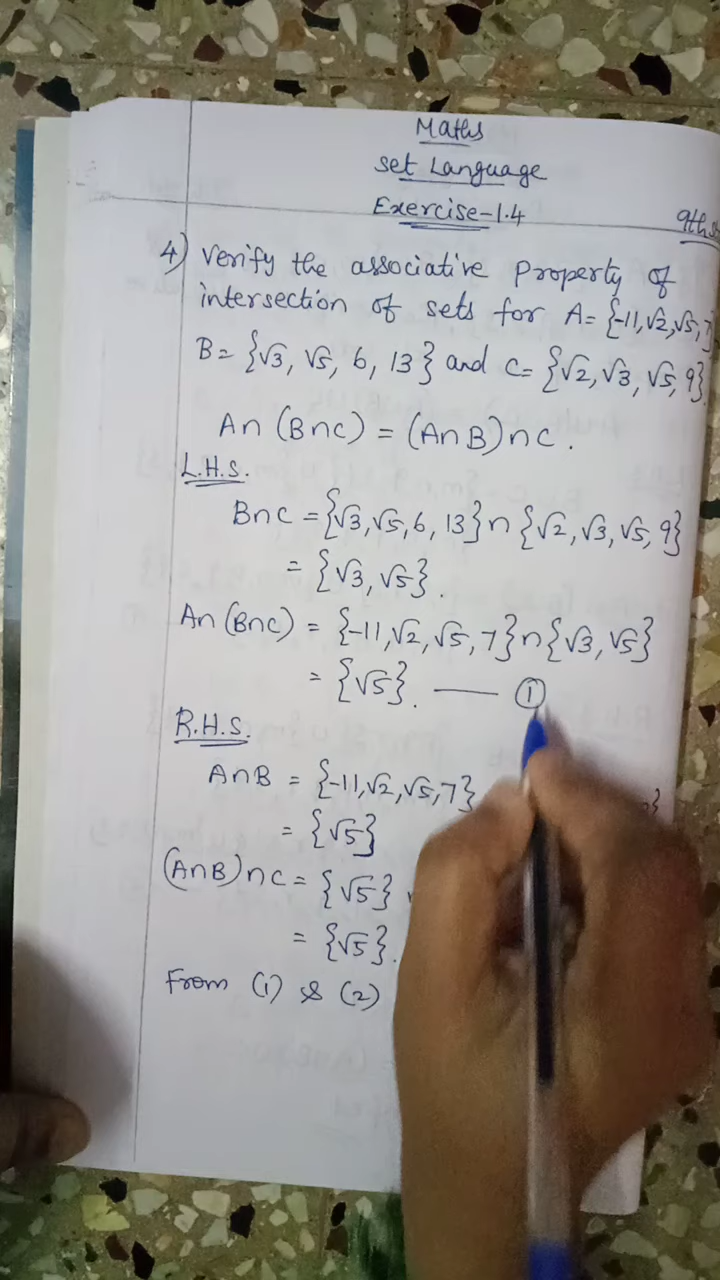 Maths
Set Language
Exercise-1.4
9th
4) Verify the associative property of
intersection of sets for A = {-11, √2, √5, 7}
B = {√3, √5, 6, 13} and C = {√2, √3, √5, 9}.
A∩(B∩C) = (A∩B)∩C.
L.H.S.
B∩C = {√3, √5, 6, 13} ∩ {√2, √3, √5, 9}
= {√3, √5}.
A∩(B∩C) = {-11, √2, √5, 7} ∩ {√3, √5}
= {√5}. —— ①
R.H.S.
A∩B = {-11, √2, √5, 7}
= {√5}
(A∩B)∩C = {√5}
= {√5}.
From (1) & (2)